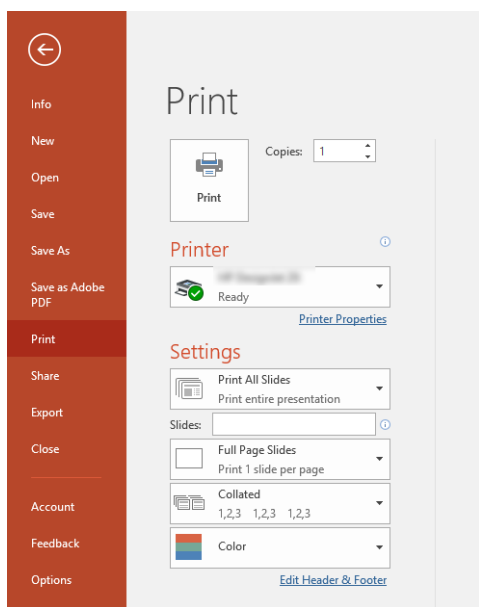 Info
New
Open
Save
Save As
Save as Adobe
PDF
Print
Share
Export
Close
Account
Feedback
Options
Print
Print
Copies: 1
Printer
Ready
Printer Properties
Settings
Print All Slides
Print entire presentation
Slides:
Full Page Slides
Print 1 slide per page
Collated
1,2,3 1,2,3 1,2,3
Color
Edit Header & Footer